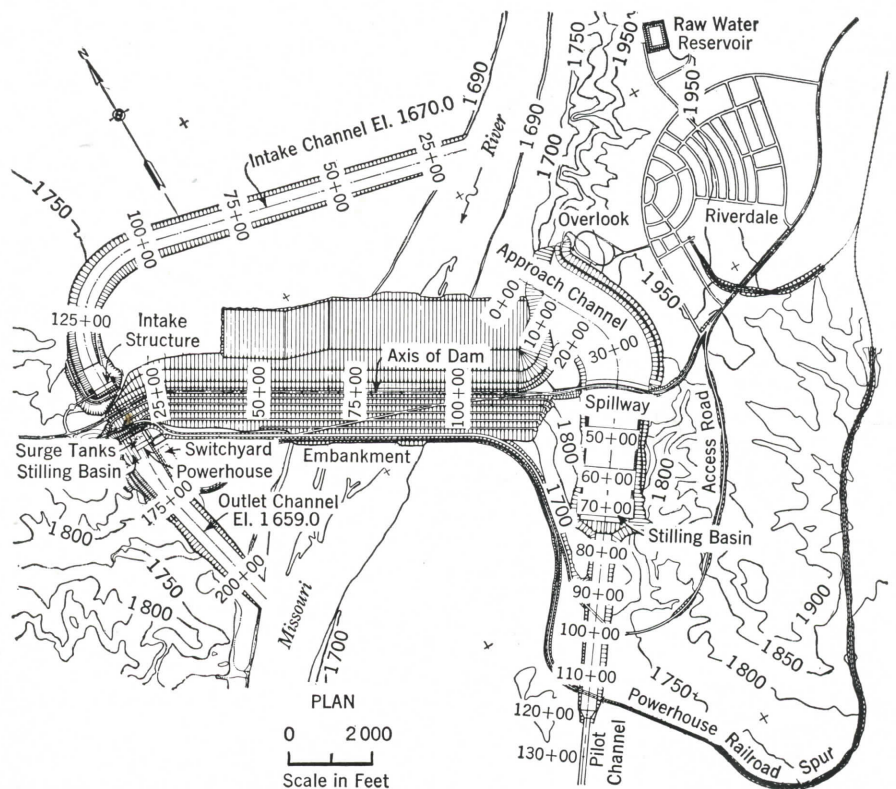 Raw Water
Reservoir
1750
1950
1950
N
1690
1690
1700
Intake Channel El. 1670.0
25+00
50+00
75+00
100+00
125+00
River
1750
Overlook
Riverdale
Approach Channel
1950
0+00
10+00
20+00
30+00
Intake
Structure
Axis of Dam
25+00
50+00
75+00
100+00
Spillway
Access Road
Surge Tanks
Stilling Basin
Switchyard
Powerhouse
Embankment
1800
50+00
1800
60+00
70+00
Stilling Basin
1700
175+00
Outlet Channel
El. 1659.0
1800
200+00
1750
1800
80+00
90+00
100+00
110+00
120+00
130+00
Missouri
1700
1900
1850
1800
1750
Powerhouse Railroad Spur
Pilot
Channel
PLAN
0 2000
Scale in Feet